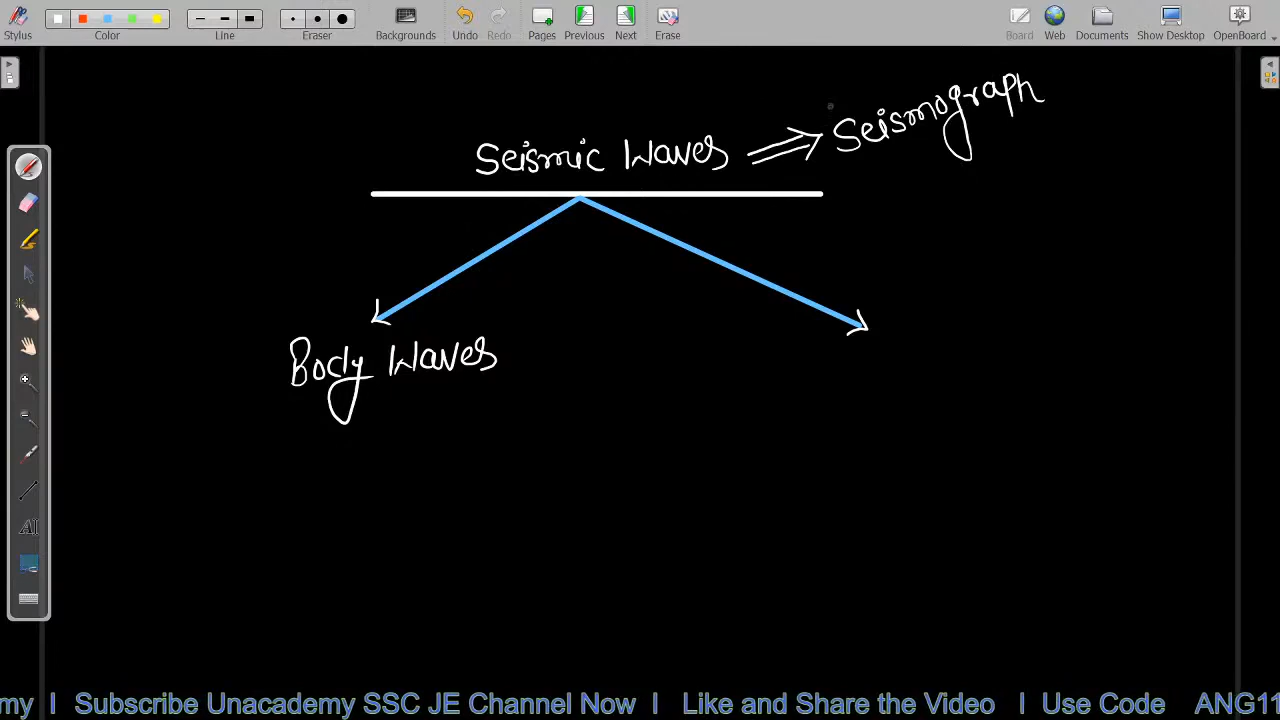 Stylus
Color
Line
Eraser
Backgrounds
Undo
Redo
Pages
Previous
Next
Erase
Board
Web
Documents
Show Desktop
OpenBoard
Seismic Waves ⇒ Seismograph
Body Waves
AI
my I Subscribe Unacademy SSC JE Channel Now I Like and Share the Video I Use Code ANG11